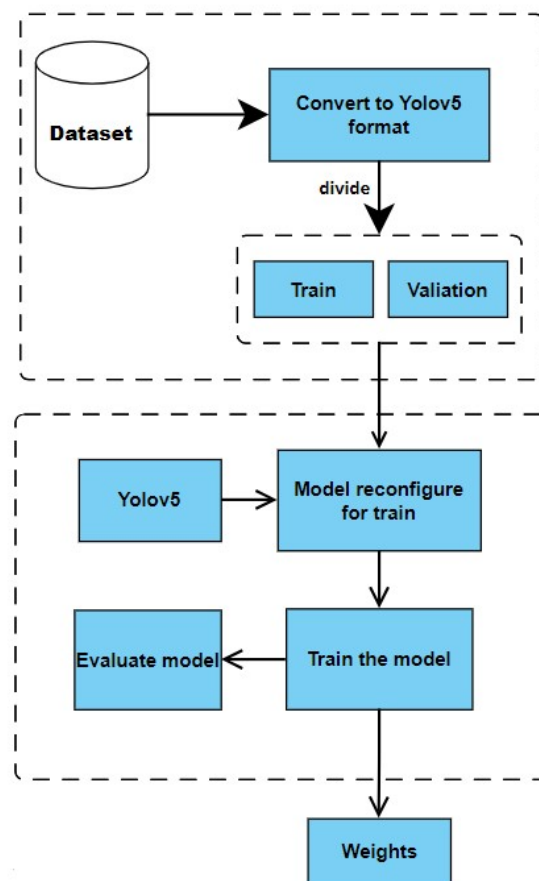 Dataset
Convert to Yolov5
format
divide
Train
Valiation
Yolov5
Model reconfigure
for train
Evaluate model
Train the model
Weights